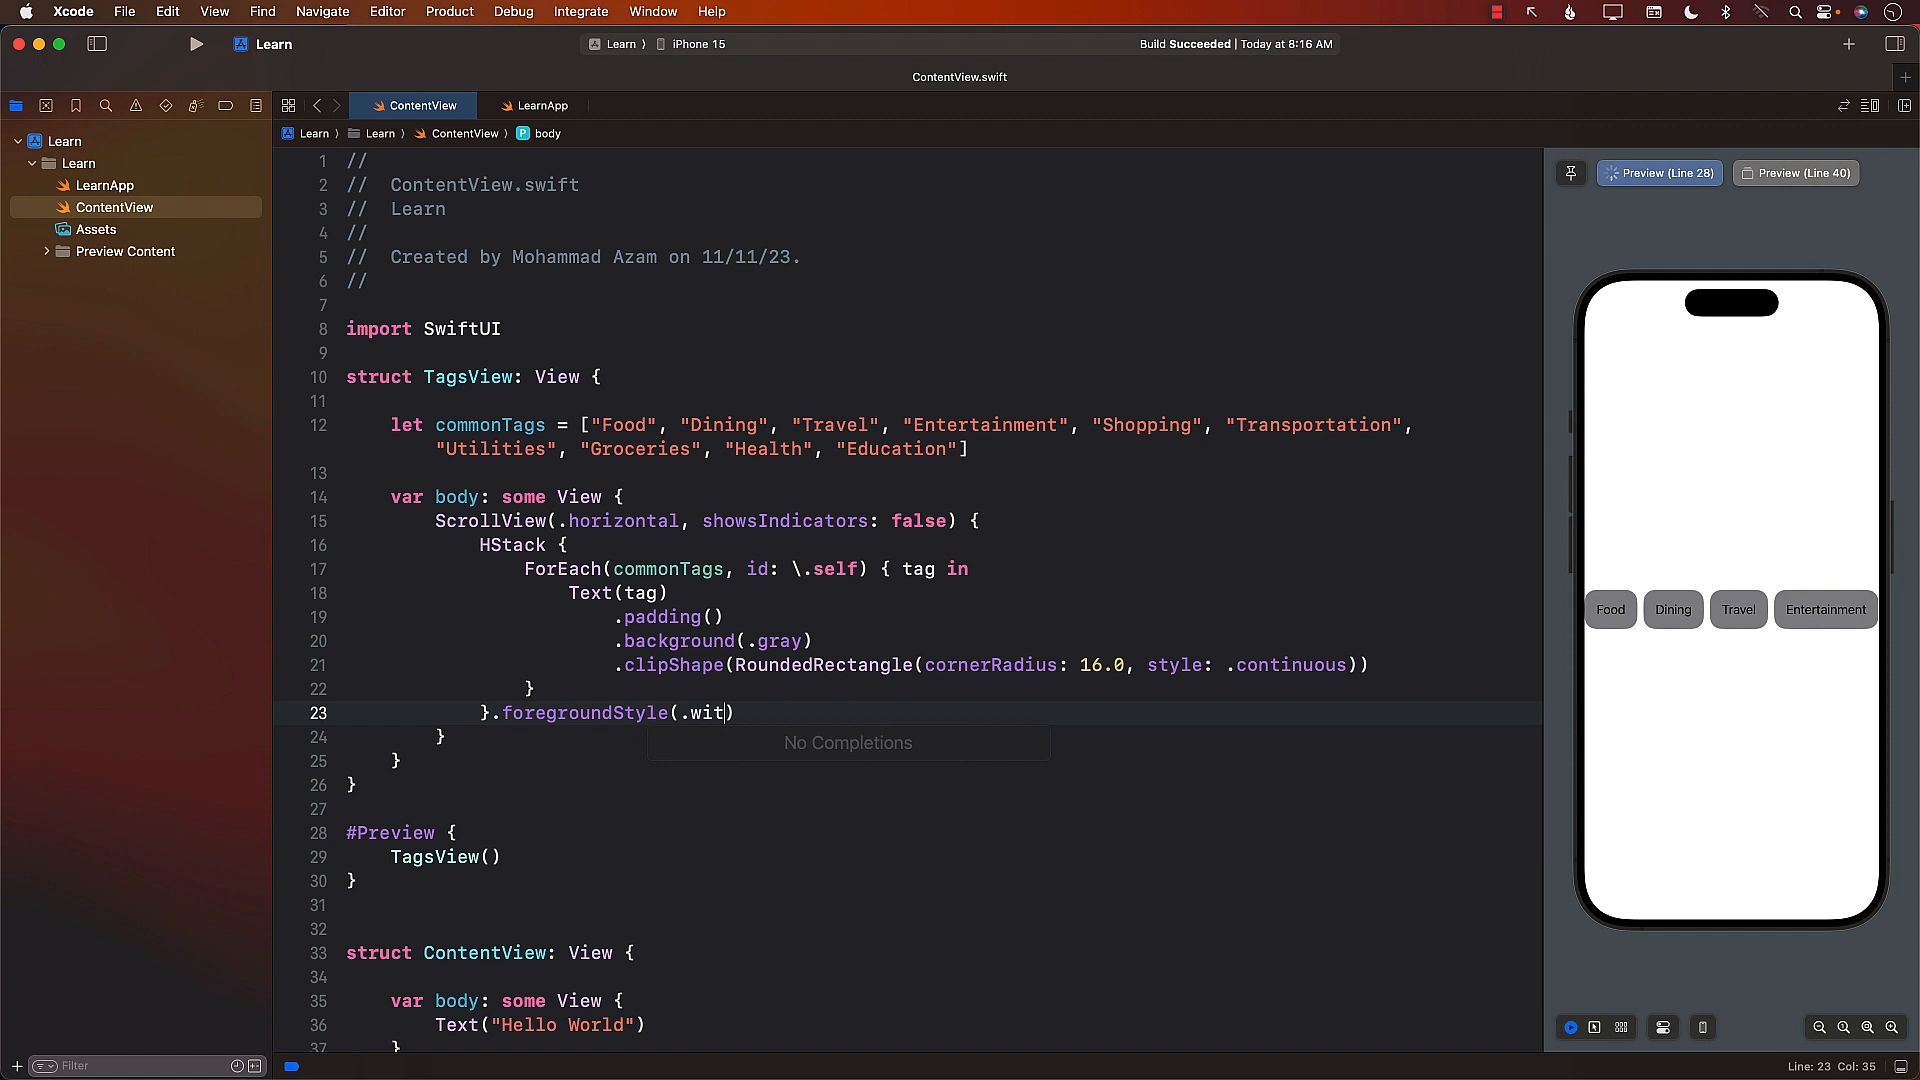 Xcode File Edit View Find Navigate Editor Product Debug Integrate Window Help
Learn
Learn ⟩ iPhone 15
Build Succeeded | Today at 8:16 AM
ContentView.swift
ContentView
LearnApp
Learn ⟩ Learn ⟩ ContentView ⟩ P body
Learn
Learn
LearnApp
ContentView
Assets
Preview Content
1 //
2 //  ContentView.swift
3 //  Learn
4 //
5 //  Created by Mohammad Azam on 11/11/23.
6 //
7
8 import SwiftUI
9
10 struct TagsView: View {
11
12     let commonTags = ["Food", "Dining", "Travel", "Entertainment", "Shopping", "Transportation",
"Utilities", "Groceries", "Health", "Education"]
13
14     var body: some View {
15         ScrollView(.horizontal, showsIndicators: false) {
16             HStack {
17                 ForEach(commonTags, id: \.self) { tag in
18                     Text(tag)
19                         .padding()
20                         .background(.gray)
21                         .clipShape(RoundedRectangle(cornerRadius: 16.0, style: .continuous))
22                 }
23             }.foregroundStyle(.wit)
No Completions
24         }
25     }
26 }
27
28 #Preview {
29     TagsView()
30 }
31
32
33 struct ContentView: View {
34
35     var body: some View {
36         Text("Hello World")
37     }
Preview (Line 28)
Preview (Line 40)
Food Dining Travel Entertainment
Filter
Line: 23 Col: 35